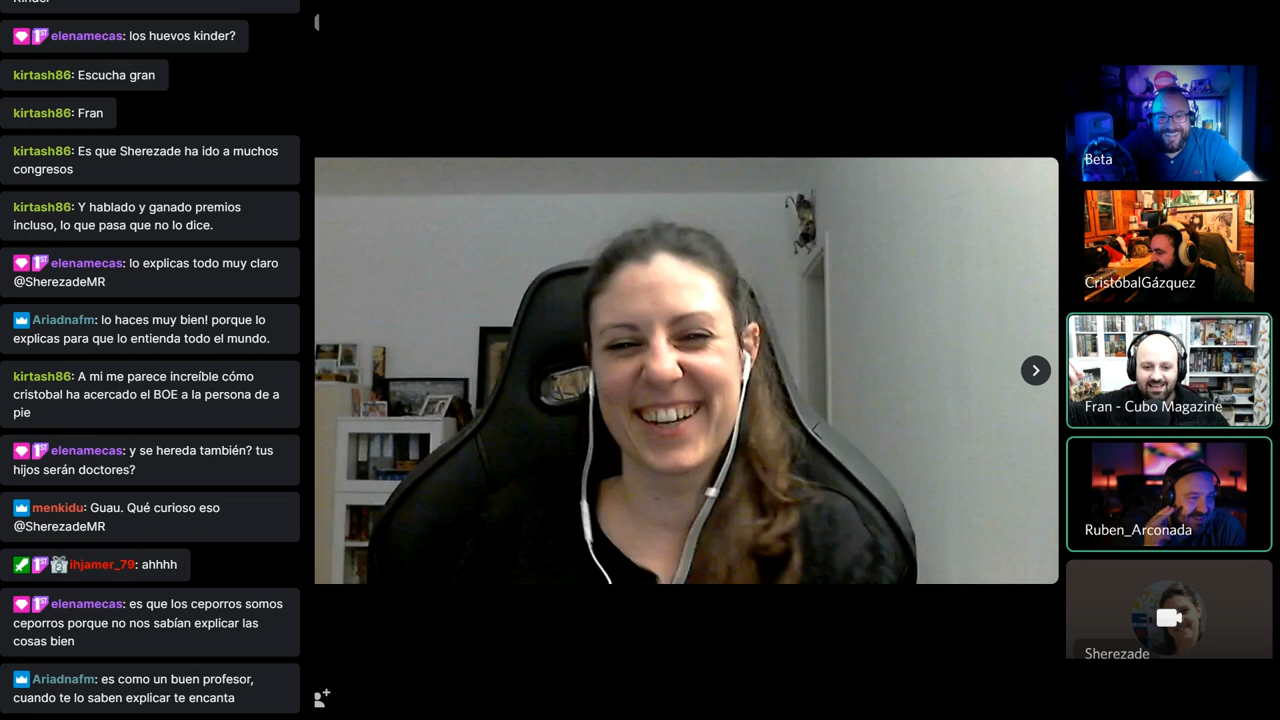 Kinder
elenamecas: los huevos kinder?
kirtash86: Escucha gran
kirtash86: Fran
kirtash86: Es que Sherezade ha ido a muchos
congresos
kirtash86: Y hablado y ganado premios
incluso, lo que pasa que no lo dice.
elenamecas: lo explicas todo muy claro
@SherezadeMR
Ariadnafm: lo haces muy bien! porque lo
explicas para que lo entienda todo el mundo.
kirtash86: A mi me parece increíble cómo
cristobal ha acercado el BOE a la persona de a
pie
elenamecas: y se hereda también? tus
hijos serán doctores?
menkidu: Guau. Qué curioso eso
@SherezadeMR
ihjamer_79: ahhhh
elenamecas: es que los ceporros somos
ceporros porque no nos sabían explicar las
cosas bien
Ariadnafm: es como un buen profesor,
cuando te lo saben explicar te encanta
Beta
CristóbalGázquez
Fran - Cubo Magazine
Ruben_Arconada
Sherezade